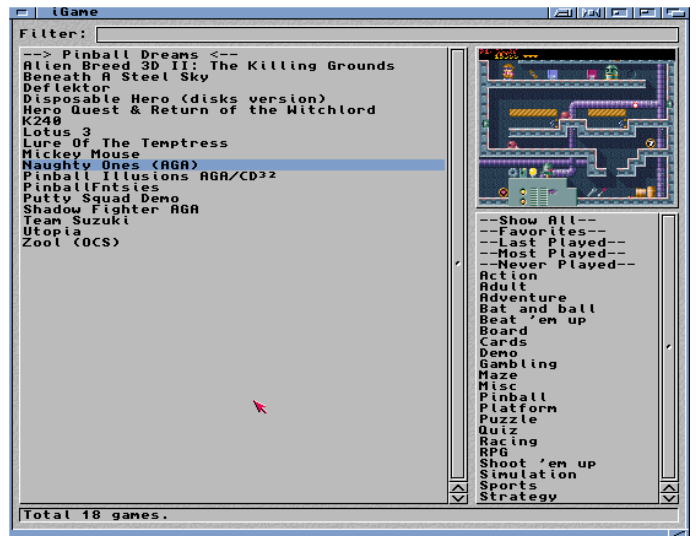 iGame
Filter:
--> Pinball Dreams <--
Alien Breed 3D II: The Killing Grounds
Beneath A Steel Sky
Deflektor
Disposable Hero (disks version)
Hero Quest & Return of the Witchlord
K240
Lotus 3
Lure Of The Temptress
Mickey Mouse
Naughty Ones (AGA)
Pinball Illusions AGA/CD³²
PinballFntsies
Putty Squad Demo
Shadow Fighter AGA
Team Suzuki
Utopia
Zool (OCS)
--Show All--
--Favorites--
--Last Played--
--Most Played--
--Never Played--
Action
Adult
Adventure
Bat and ball
Beat 'em up
Board
Cards
Demo
Gambling
Maze
Misc
Pinball
Platform
Puzzle
Quiz
Racing
RPG
Shoot 'em up
Simulation
Sports
Strategy
Total 18 games.